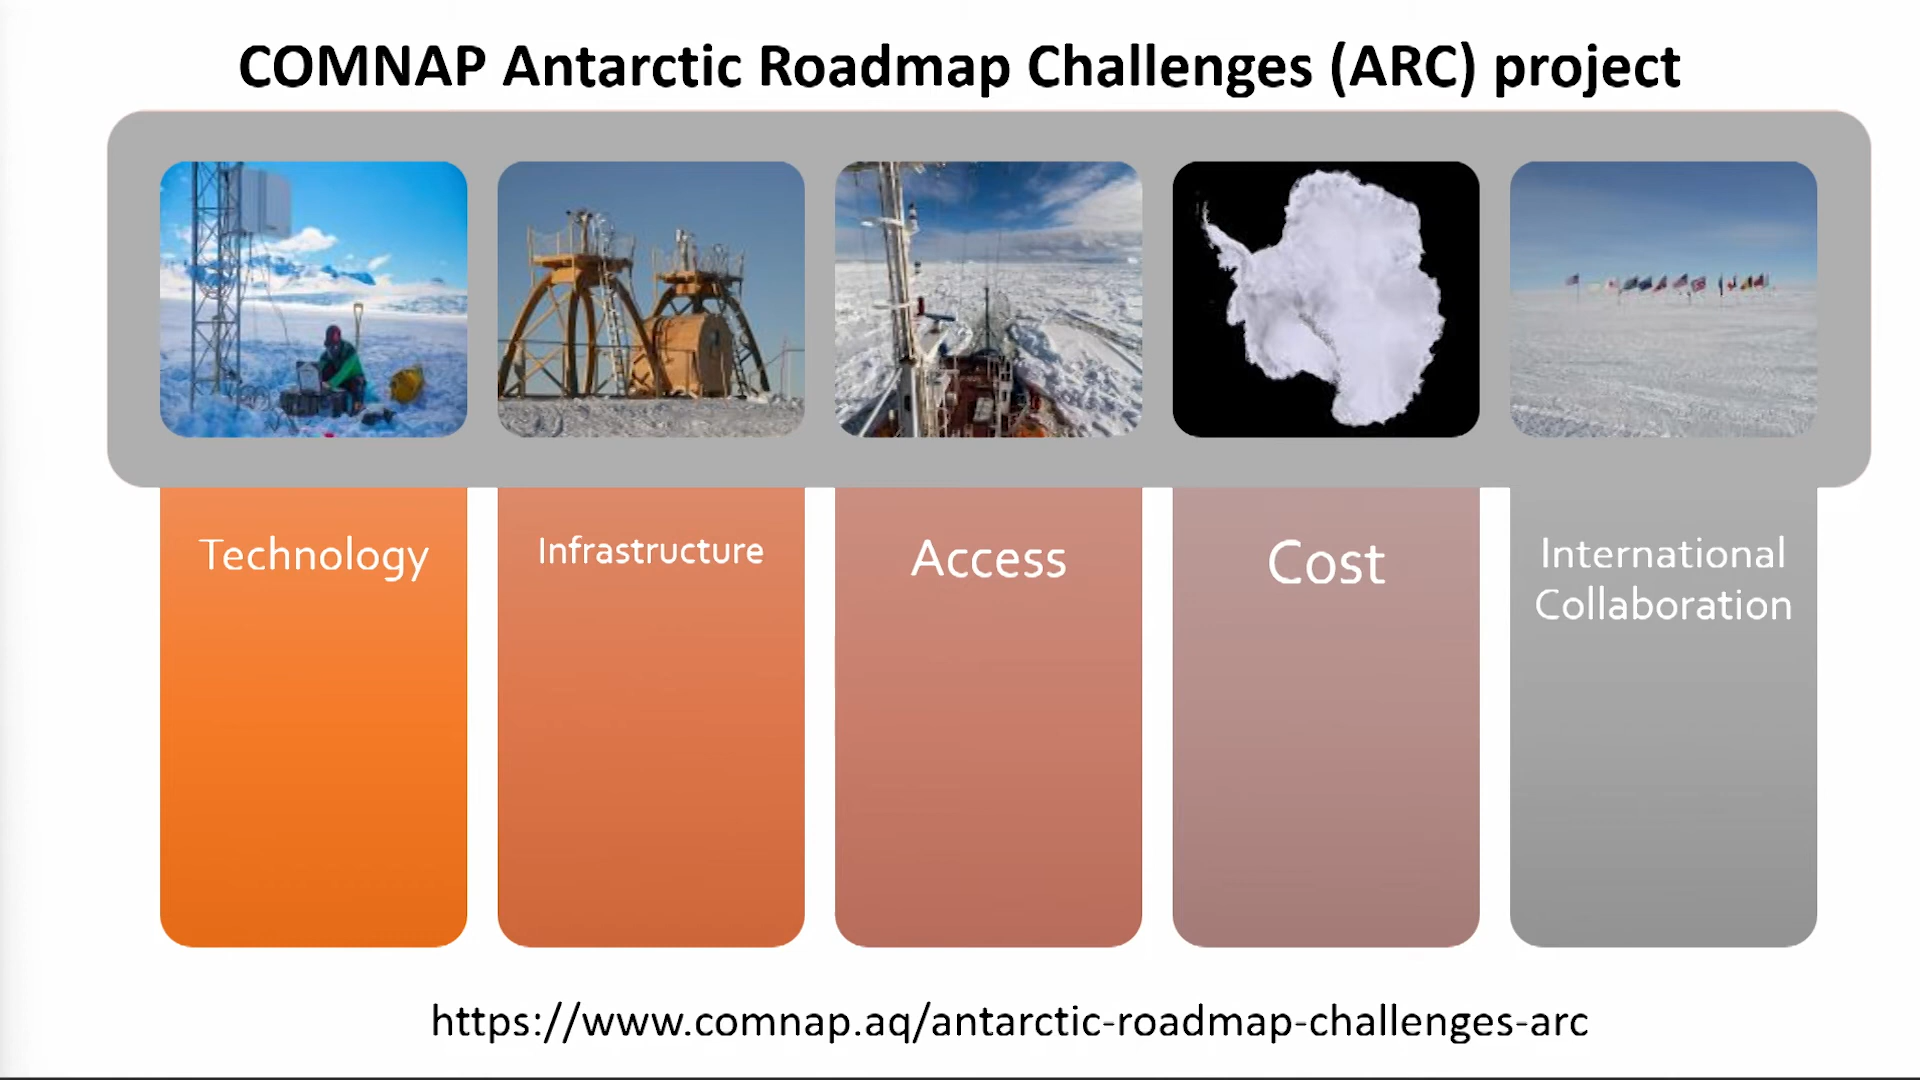 COMNAP Antarctic Roadmap Challenges (ARC) project
Technology
Infrastructure
Access
Cost
International
Collaboration
https://www.comnap.aq/antarctic-roadmap-challenges-arc